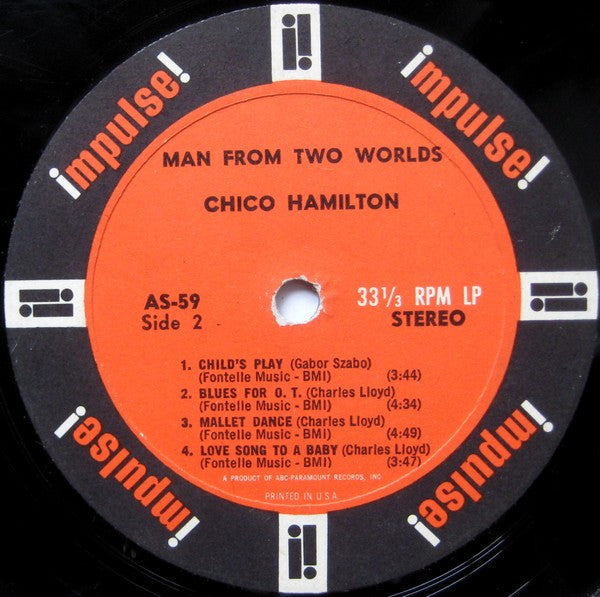 impulse!
impulse!
MAN FROM TWO WORLDS
CHICO HAMILTON
AS-59
Side 2
33 1/3 RPM LP
STEREO
1. CHILD'S PLAY (Gabor Szabo)
(Fontelle Music - BMI) (3:44)
2. BLUES FOR O. T. (Charles Lloyd)
(Fontelle Music - BMI) (4:34)
3. MALLET DANCE (Charles Lloyd)
(Fontelle Music - BMI) (4:49)
4. LOVE SONG TO A BABY (Charles Lloyd)
(Fontelle Music - BMI) (3:47)
A PRODUCT OF ABC-PARAMOUNT RECORDS, INC.
PRINTED IN U.S.A.
impulse!
impulse!